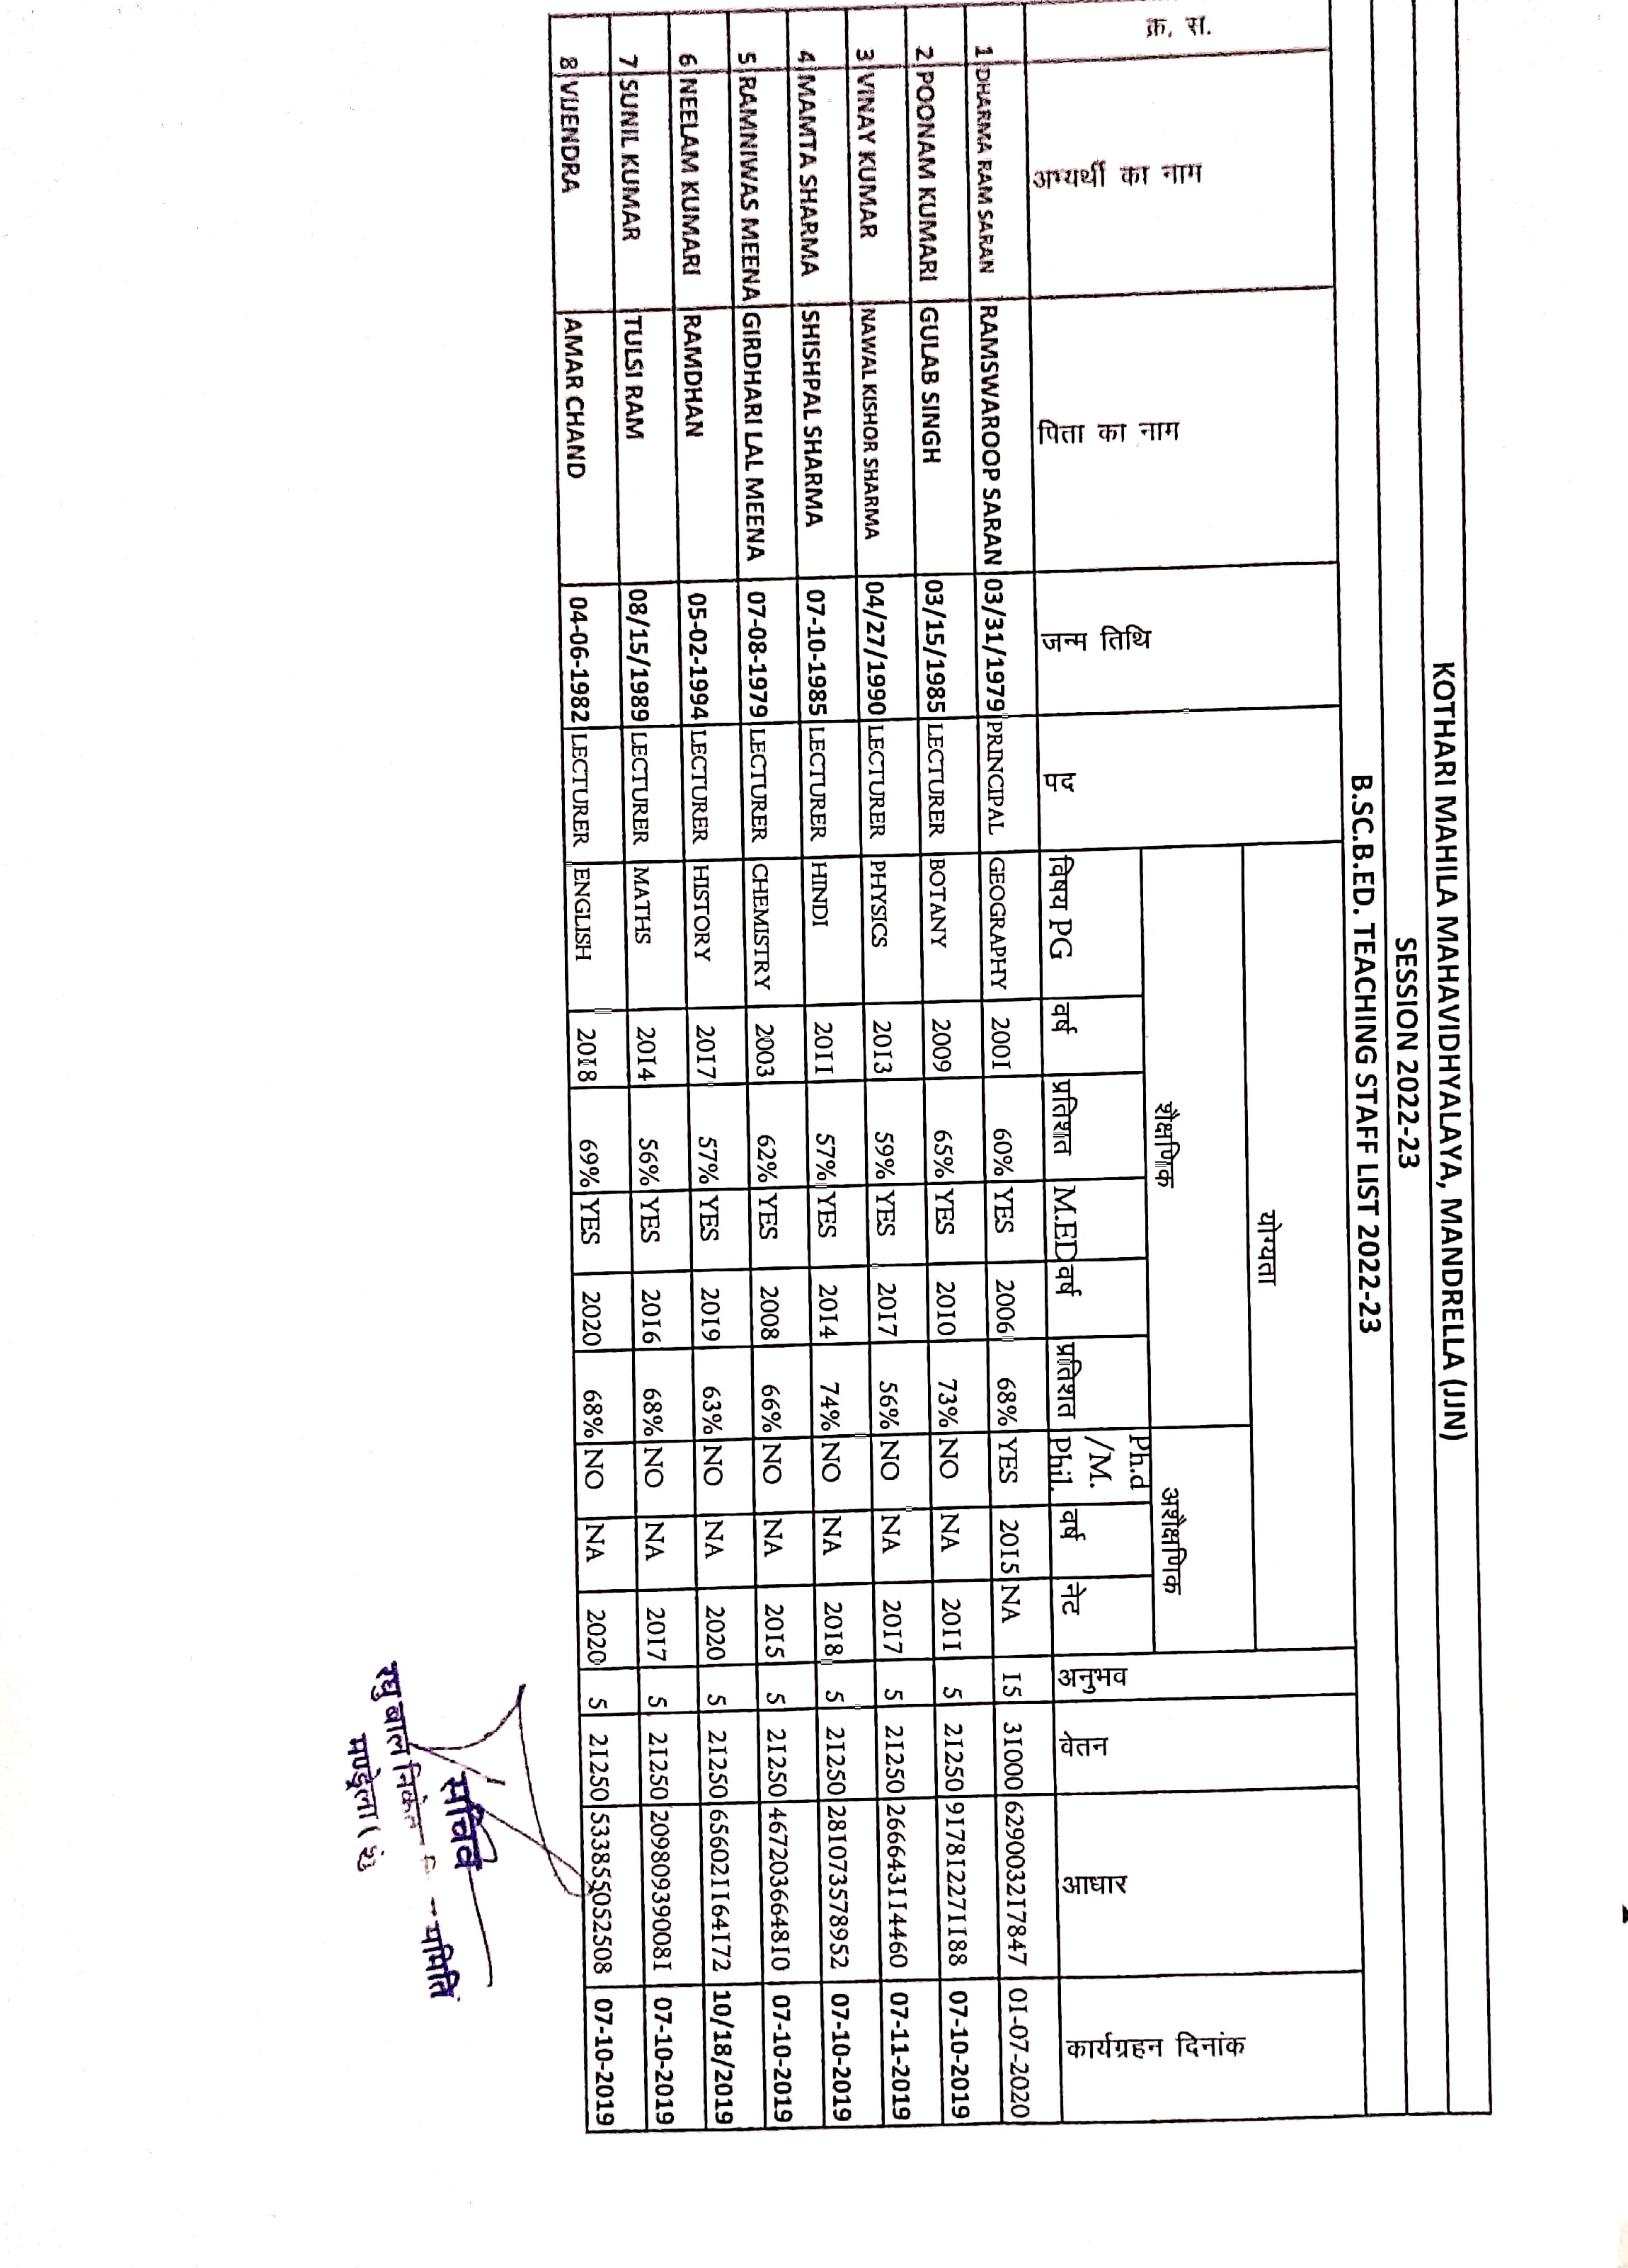 KOTHARI MAHILA MAHAVIDHYALAYA, MANDRELLA (JJN)
SESSION 2022-23
B.SC.B.ED. TEACHING STAFF LIST 2022-23
क्र. स. अभ्यर्थी का नाम पिता का नाम जन्म तिथि पद योग्यता अनुभव वेतन आधार कार्यग्रहन दिनांक
शैक्षणिक अशैक्षणिक
विषय PG वर्ष प्रतिशत M.ED वर्ष प्रतिशत Ph.d /M. Phil. वर्ष नेट
1 DHARMA RAM SARAN RAMSWAROOP SARAN 03/31/1979 PRINCIPAL GEOGRAPHY 2001 60% YES 2006 68% YES 2015 NA 15 31000 629003217847 01-07-2020
2 POONAM KUMARI GULAB SINGH 03/15/1985 LECTURER BOTANY 2009 65% YES 2010 73% NO NA 2011 5 21250 917812271188 07-10-2019
3 VINAY KUMAR NAWAL KISHOR SHARMA 04/27/1990 LECTURER PHYSICS 2013 59% YES 2017 56% NO NA 2017 5 21250 266643114460 07-11-2019
4 MAMTA SHARMA SHISHPAL SHARMA 07-10-1985 LECTURER HINDI 2011 57% YES 2014 74% NO NA 2018 5 21250 281073578952 07-10-2019
5 RAMNIWAS MEENA GIRDHARI LAL MEENA 07-08-1979 LECTURER CHEMISTRY 2003 62% YES 2008 66% NO NA 2015 5 21250 467203664810 07-10-2019
6 NEELAM KUMARI RAMDHAN 05-02-1994 LECTURER HISTORY 2017 57% YES 2019 63% NO NA 2020 5 21250 656021164172 10/18/2019
7 SUNIL KUMAR TULSI RAM 08/15/1989 LECTURER MATHS 2014 56% YES 2016 68% NO NA 2017 5 21250 209809390081 07-10-2019
8 VIJENDRA AMAR CHAND 04-06-1982 LECTURER ENGLISH 2018 69% YES 2020 68% NO NA 2020 5 21250 533855052508 07-10-2019
सचिव
रघु बाल
मण्ड्रेला (